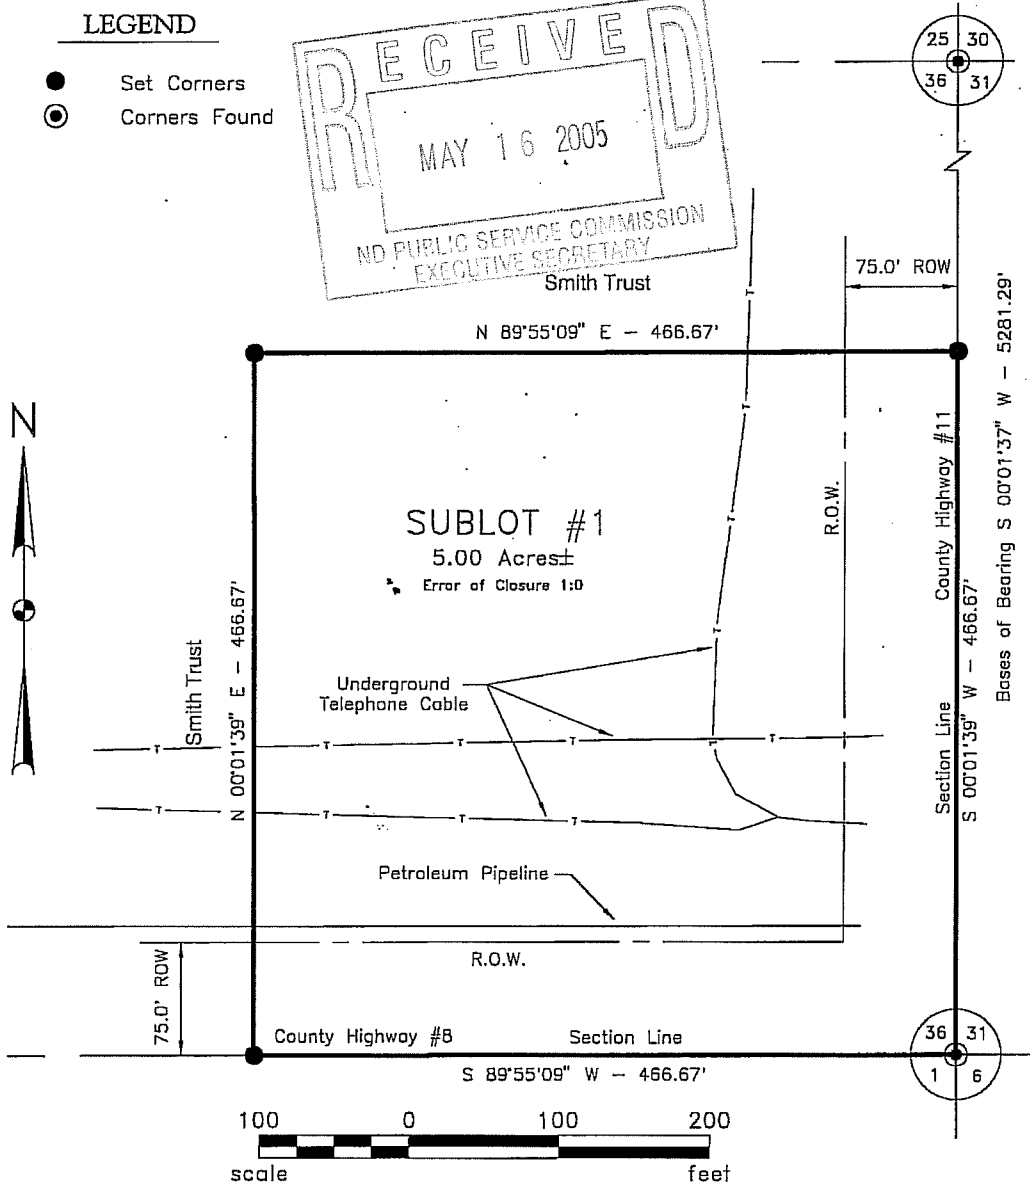 LEGEND
Set Corners
Corners Found
RECEIVED
MAY 16 2005
ND PUBLIC SERVICE COMMISSION
EXECUTIVE SECRETARY
25 30
36 31
Smith Trust
75.0' ROW
N 89°55'09" E - 466.67'
Bases of Bearing S 00°01'37" W - 5281.29'
N
SUBLOT #1
5.00 Acres±
Error of Closure 1:0
R.O.W.
County Highway #11
Section Line
S 00°01'39" W - 466.67'
Smith Trust
N 00°01'39" E - 466.67'
Underground
Telephone Cable
T
T
T
T
T
T
T
T
T
T
T
T
T
T
Petroleum Pipeline
R.O.W.
75.0' ROW
County Highway #8
Section Line
S 89°55'09" W - 466.67'
36 31
1 6
100 0 100 200
scale feet